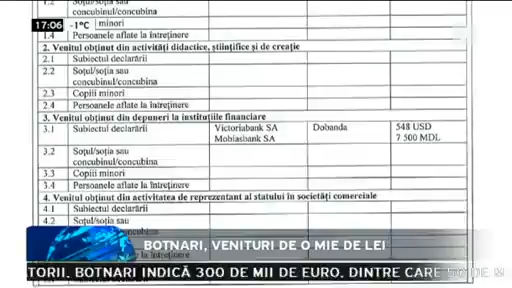 1.2 Soțul/soția sau
concubinul/concubina
17:06 -1°C minori
1.4 Persoanele aflate la întreținere
2. Venitul obținut din activități didactice, științifice și de creație
2.1 Subiectul declarării
2.2 Soțul/soția sau
concubinul/concubina
2.3 Copiii minori
2.4 Persoanele aflate la întreținere
3. Venitul obținut din depuneri la instituțiile financiare
3.1 Subiectul declarării Victoriabank SA Dobanda 548 USD
Mobiasbank SA 7 500 MDL
3.2 Soțul/soția sau
concubinul/concubina
3.3 Copiii minori
3.4 Persoanele aflate la întreținere
4. Venitul obținut din activitatea de reprezentant al statului în societăți comerciale
4.1 Subiectul declarării
4.2 Soțul/soția sau
BOTNARI, VENITURI DE O MIE DE LEI
TORII. BOTNARI INDICĂ 300 DE MII DE EURO, DINTRE CARE 50 DE M